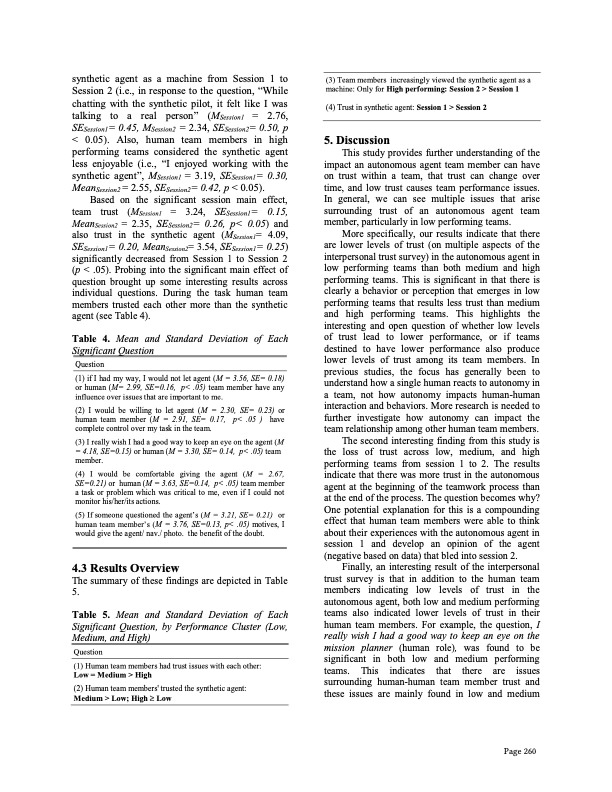 synthetic agent as a machine from Session 1 to
Session 2 (i.e., in response to the question, “While
chatting with the synthetic pilot, it felt like I was
talking to a real person” (MSession1 = 2.76,
SESession1= 0.45, MSession2 = 2.34, SESession2= 0.50, p
< 0.05). Also, human team members in high
performing teams considered the synthetic agent
less enjoyable (i.e., “I enjoyed working with the
synthetic agent”, MSession1 = 3.19, SESession1= 0.30,
MeanSession2 = 2.55, SESession2= 0.42, p < 0.05).
Based on the significant session main effect,
team trust (MSession1 = 3.24, SESession1= 0.15,
MeanSession2 = 2.35, SESession2= 0.26, p< 0.05) and
also trust in the synthetic agent (MSession1= 4.09,
SESession1= 0.20, MeanSession2= 3.54, SESession1= 0.25)
significantly decreased from Session 1 to Session 2
(p < .05). Probing into the significant main effect of
question brought up some interesting results across
individual questions. During the task human team
members trusted each other more than the synthetic
agent (see Table 4).
Table 4. Mean and Standard Deviation of Each
Significant Question
Question
(1) if I had my way, I would not let agent (M = 3.56, SE= 0.18)
or human (M= 2.99, SE=0.16, p< .05) team member have any
influence over issues that are important to me.
(2) I would be willing to let agent (M = 2.30, SE= 0.23) or
human team member (M = 2.91, SE= 0.17, p< .05 ) have
complete control over my task in the team.
(3) I really wish I had a good way to keep an eye on the agent (M
= 4.18, SE=0.15) or human (M = 3.30, SE= 0.14, p< .05) team
member.
(4) I would be comfortable giving the agent (M = 2.67,
SE=0.21) or human (M = 3.63, SE=0.14, p< .05) team member
a task or problem which was critical to me, even if I could not
monitor his/her/its actions.
(5) If someone questioned the agent’s (M = 3.21, SE= 0.21) or
human team member’s (M = 3.76, SE=0.13, p< .05) motives, I
would give the agent/ nav./ photo. the benefit of the doubt.
4.3 Results Overview
The summary of these findings are depicted in Table
5.
Table 5. Mean and Standard Deviation of Each
Significant Question, by Performance Cluster (Low,
Medium, and High)
Question
(1) Human team members had trust issues with each other:
Low = Medium > High
(2) Human team members' trusted the synthetic agent:
Medium > Low; High ≥ Low
(3) Team members increasingly viewed the synthetic agent as a
machine: Only for High performing: Session 2 > Session 1
(4) Trust in synthetic agent: Session 1 > Session 2
5. Discussion
This study provides further understanding of the
impact an autonomous agent team member can have
on trust within a team, that trust can change over
time, and low trust causes team performance issues.
In general, we can see multiple issues that arise
surrounding trust of an autonomous agent team
member, particularly in low performing teams.
More specifically, our results indicate that there
are lower levels of trust (on multiple aspects of the
interpersonal trust survey) in the autonomous agent in
low performing teams than both medium and high
performing teams. This is significant in that there is
clearly a behavior or perception that emerges in low
performing teams that results less trust than medium
and high performing teams. This highlights the
interesting and open question of whether low levels
of trust lead to lower performance, or if teams
destined to have lower performance also produce
lower levels of trust among its team members. In
previous studies, the focus has generally been to
understand how a single human reacts to autonomy in
a team, not how autonomy impacts human-human
interaction and behaviors. More research is needed to
further investigate how autonomy can impact the
team relationship among other human team members.
The second interesting finding from this study is
the loss of trust across low, medium, and high
performing teams from session 1 to 2. The results
indicate that there was more trust in the autonomous
agent at the beginning of the teamwork process than
at the end of the process. The question becomes why?
One potential explanation for this is a compounding
effect that human team members were able to think
about their experiences with the autonomous agent in
session 1 and develop an opinion of the agent
(negative based on data) that bled into session 2.
Finally, an interesting result of the interpersonal
trust survey is that in addition to the human team
members indicating low levels of trust in the
autonomous agent, both low and medium performing
teams also indicated lower levels of trust in their
human team members. For example, the question, I
really wish I had a good way to keep an eye on the
mission planner (human role), was found to be
significant in both low and medium performing
teams. This indicates that there are issues
surrounding human-human team member trust and
these issues are mainly found in low and medium
Page 260